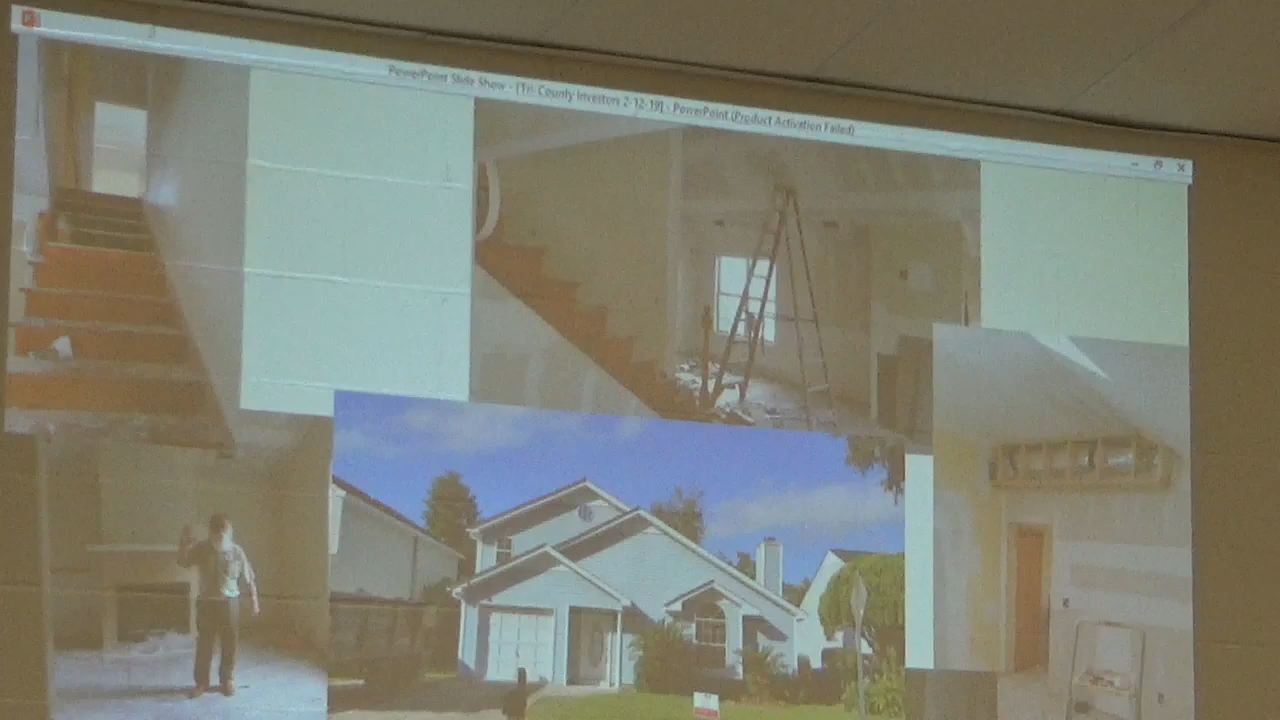 PowerPoint Slide Show - [Tri County Investors 2-12-19] - PowerPoint (Product Activation Failed)